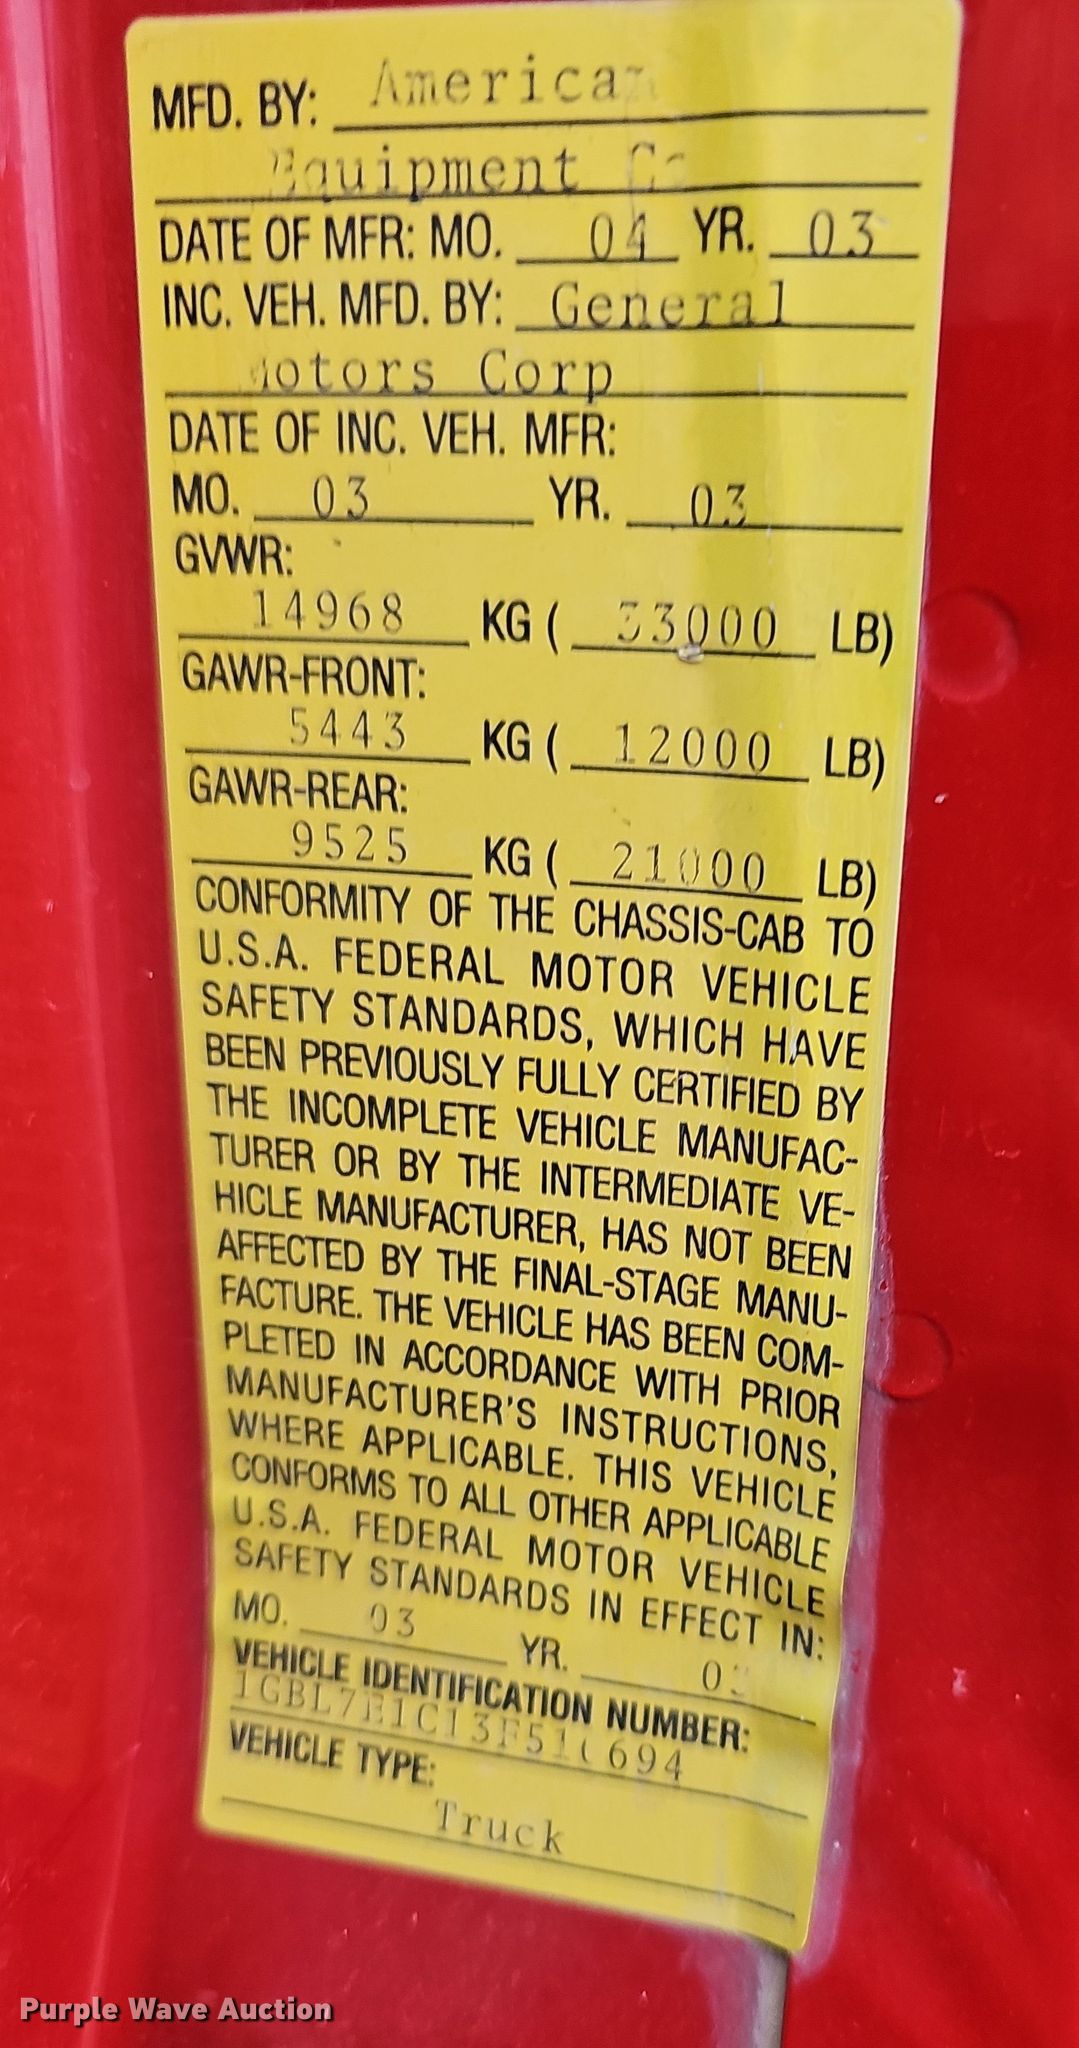 MFD. BY: American
Equipment Co
DATE OF MFR: MO. 04 YR. 03
INC. VEH. MFD. BY: General
Motors Corp
DATE OF INC. VEH. MFR:
MO. 03 YR. 03
GVWR:
14968 KG ( 33000 LB)
GAWR-FRONT:
5443 KG ( 12000 LB)
GAWR-REAR:
9525 KG ( 21000 LB)
CONFORMITY OF THE CHASSIS-CAB TO
U.S.A. FEDERAL MOTOR VEHICLE
SAFETY STANDARDS, WHICH HAVE
BEEN PREVIOUSLY FULLY CERTIFIED BY
THE INCOMPLETE VEHICLE MANUFAC-
TURER OR BY THE INTERMEDIATE VE-
HICLE MANUFACTURER, HAS NOT BEEN
AFFECTED BY THE FINAL-STAGE MANU-
FACTURE. THE VEHICLE HAS BEEN COM-
PLETED IN ACCORDANCE WITH PRIOR
MANUFACTURER'S INSTRUCTIONS,
WHERE APPLICABLE. THIS VEHICLE
CONFORMS TO ALL OTHER APPLICABLE
U.S.A. FEDERAL MOTOR VEHICLE
SAFETY STANDARDS IN EFFECT IN:
MO. 03 YR.
VEHICLE IDENTIFICATION NUMBER:
VEHICLE TYPE:
Truck
Purple Wave Auction